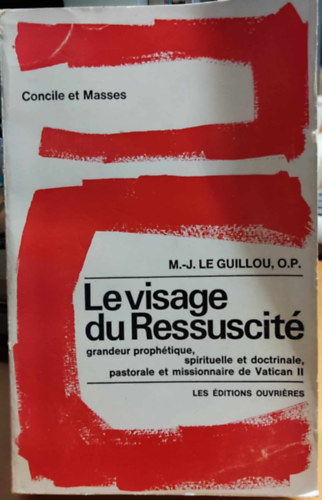 Concile et Masses
M.-J. LE GUILLOU, O.P.
Le visage
du Ressuscité
grandeur prophétique,
spirituelle et doctrinale,
pastorale et missionnaire de Vatican II
LES ÉDITIONS OUVRIÈRES